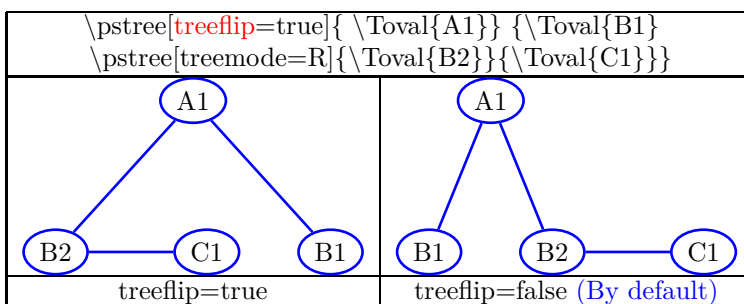 \pstree[treeflip=true]{ \Toval{A1}} {\Toval{B1}
\pstree[treemode=R]{\Toval{B2}}{\Toval{C1}}}
A1
B2 C1 B1
treeflip=true
A1
B1 B2 C1
treeflip=false (By default)